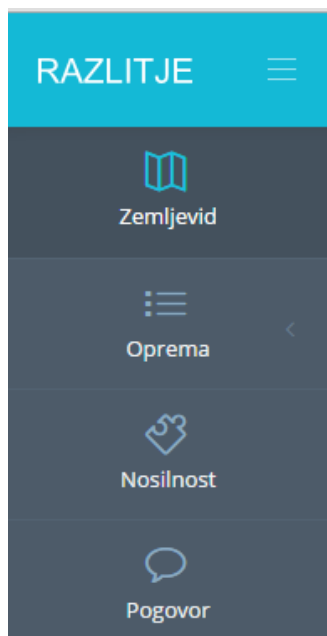 RAZLITJE
Zemljevid
Oprema
Nosilnost
Pogovor